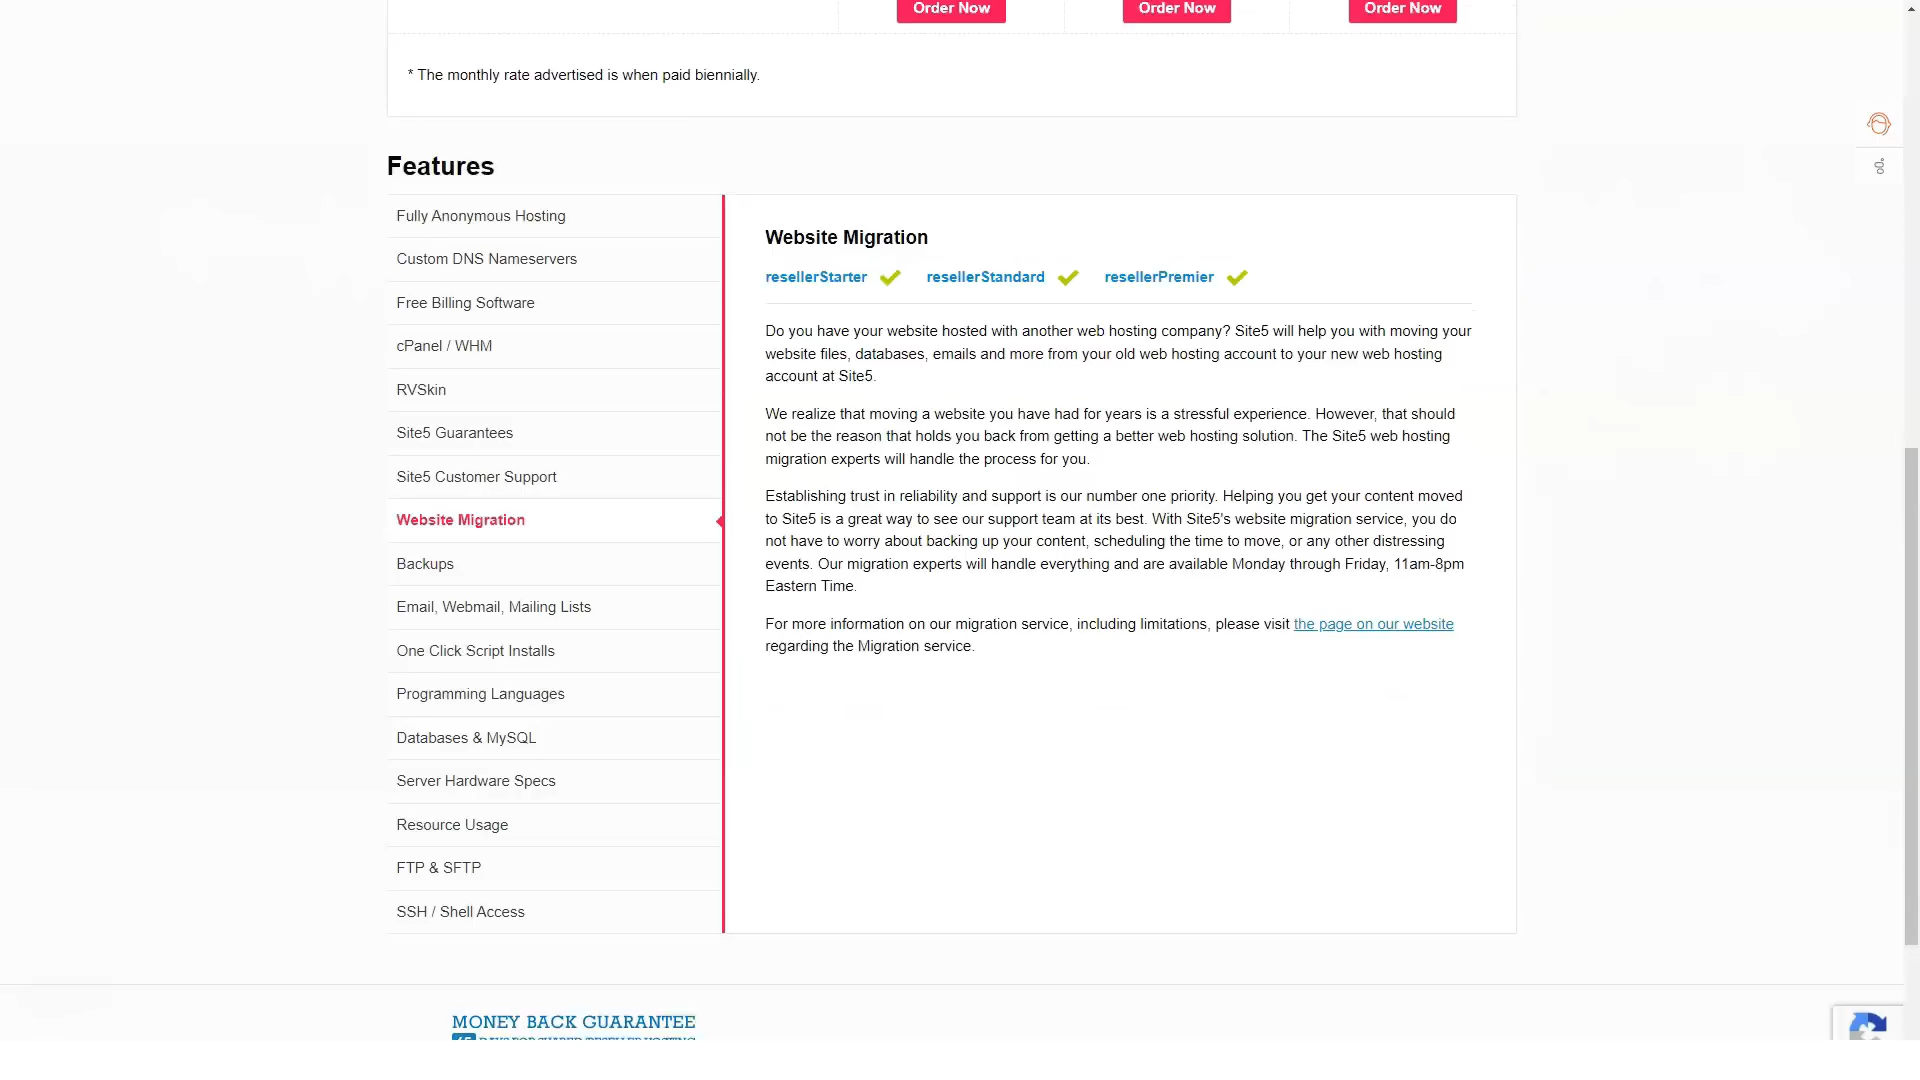 Order Now Order Now Order Now
* The monthly rate advertised is when paid biennially.
Features
Fully Anonymous Hosting
Custom DNS Nameservers
Free Billing Software
cPanel / WHM
RVSkin
Site5 Guarantees
Site5 Customer Support
Website Migration
Backups
Email, Webmail, Mailing Lists
One Click Script Installs
Programming Languages
Databases & MySQL
Server Hardware Specs
Resource Usage
FTP & SFTP
SSH / Shell Access
Website Migration
resellerStarter resellerStandard resellerPremier
Do you have your website hosted with another web hosting company? Site5 will help you with moving your
website files, databases, emails and more from your old web hosting account to your new web hosting
account at Site5.
We realize that moving a website you have had for years is a stressful experience. However, that should
not be the reason that holds you back from getting a better web hosting solution. The Site5 web hosting
migration experts will handle the process for you.
Establishing trust in reliability and support is our number one priority. Helping you get your content moved
to Site5 is a great way to see our support team at its best. With Site5's website migration service, you do
not have to worry about backing up your content, scheduling the time to move, or any other distressing
events. Our migration experts will handle everything and are available Monday through Friday, 11am-8pm
Eastern Time.
For more information on our migration service, including limitations, please visit the page on our website
regarding the Migration service.
MONEY BACK GUARANTEE